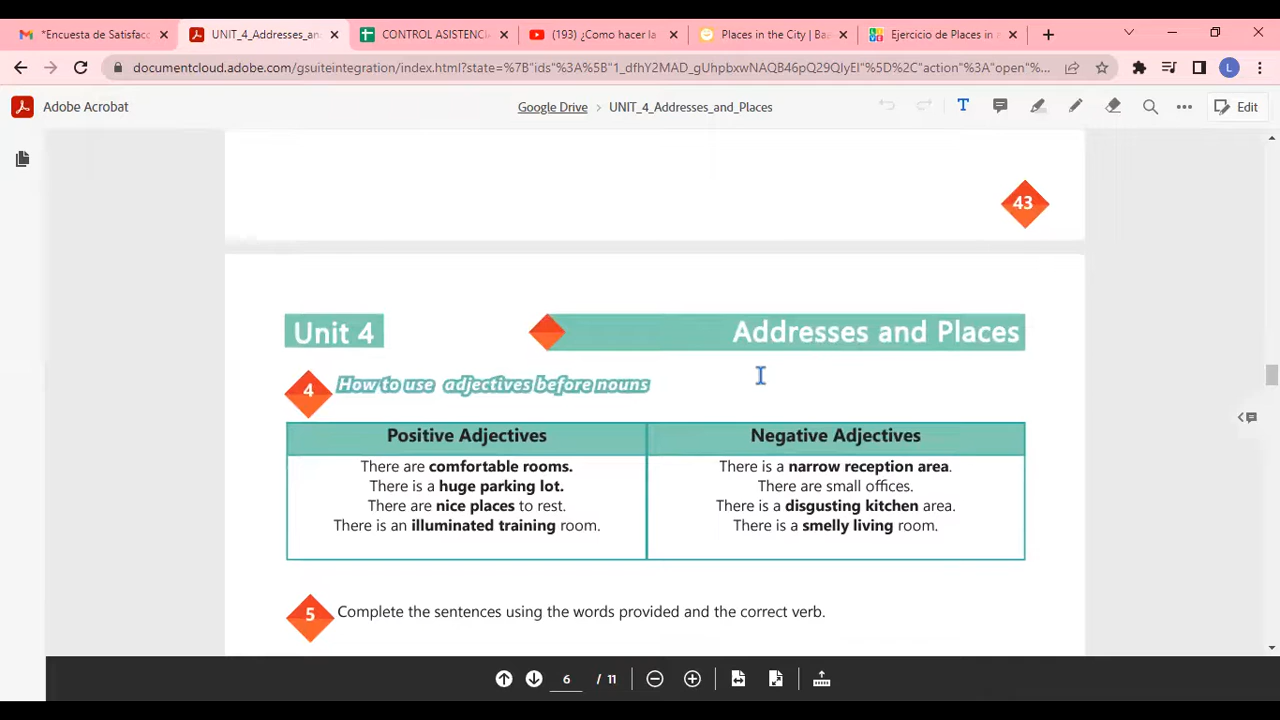 *Encuesta de Satisfacc
UNIT_4_Addresses_an
CONTROL ASISTENCI
(193) ¿Como hacer la
Places in the City | Ba
Ejercicio de Places in
documentcloud.adobe.com/gsuiteintegration/index.html?state=%7B"ids"%3A%5B"1_dfhY2MAD_gUhpbxwNAQB46pQ29QIyEI"%5D%2C"action"%3A"open"%...
L
Adobe Acrobat
Google Drive > UNIT_4_Addresses_and_Places
T
Edit
43
Unit 4
Addresses and Places
4 How to use adjectives before nouns
Positive Adjectives
There are comfortable rooms.
There is a huge parking lot.
There are nice places to rest.
There is an illuminated training room.
Negative Adjectives
There is a narrow reception area.
There are small offices.
There is a disgusting kitchen area.
There is a smelly living room.
5 Complete the sentences using the words provided and the correct verb.
6 / 11